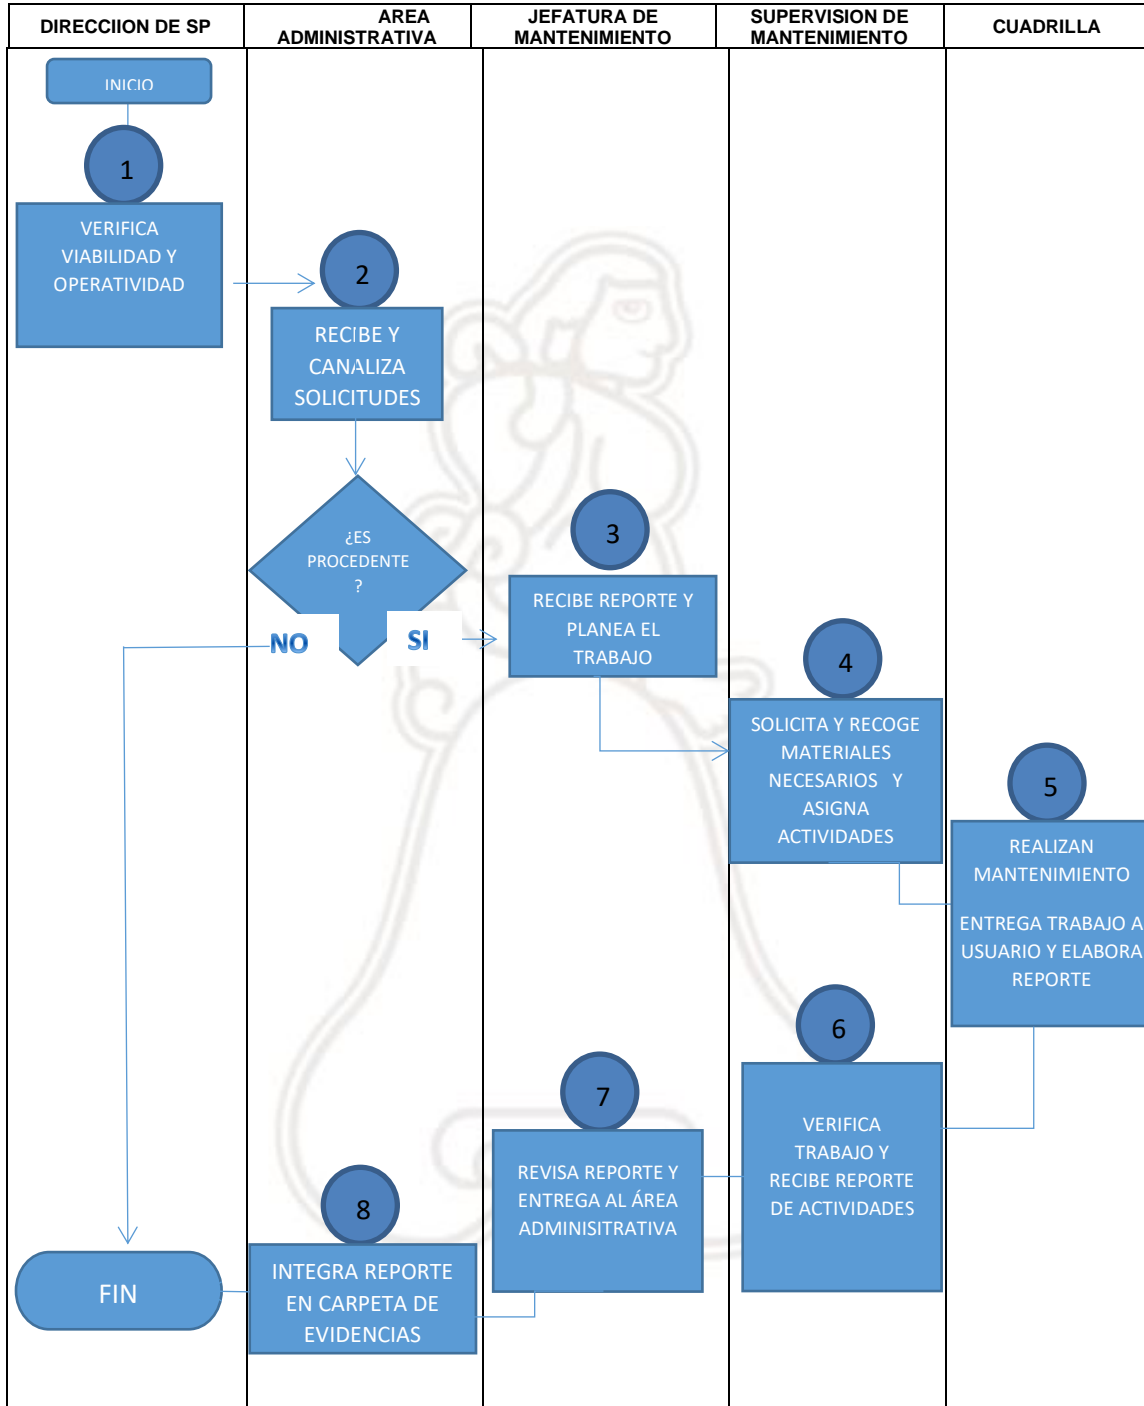 DIRECCIION DE SP
AREA
ADMINISTRATIVA
JEFATURA DE
MANTENIMIENTO
SUPERVISION DE
MANTENIMIENTO
CUADRILLA
INICIO
1
VERIFICA
VIABILIDAD Y
OPERATIVIDAD
2
RECIBE Y
CANALIZA
SOLICITUDES
¿ES
PROCEDENTE
?
NO
SI
3
RECIBE REPORTE Y
PLANEA EL
TRABAJO
4
SOLICITA Y RECOGE
MATERIALES
NECESARIOS Y
ASIGNA
ACTIVIDADES
5
REALIZAN
MANTENIMIENTO
ENTREGA TRABAJO A
USUARIO Y ELABORA
REPORTE
6
VERIFICA
TRABAJO Y
RECIBE REPORTE
DE ACTIVIDADES
7
REVISA REPORTE Y
ENTREGA AL ÁREA
ADMINISITRATIVA
8
INTEGRA REPORTE
EN CARPETA DE
EVIDENCIAS
FIN